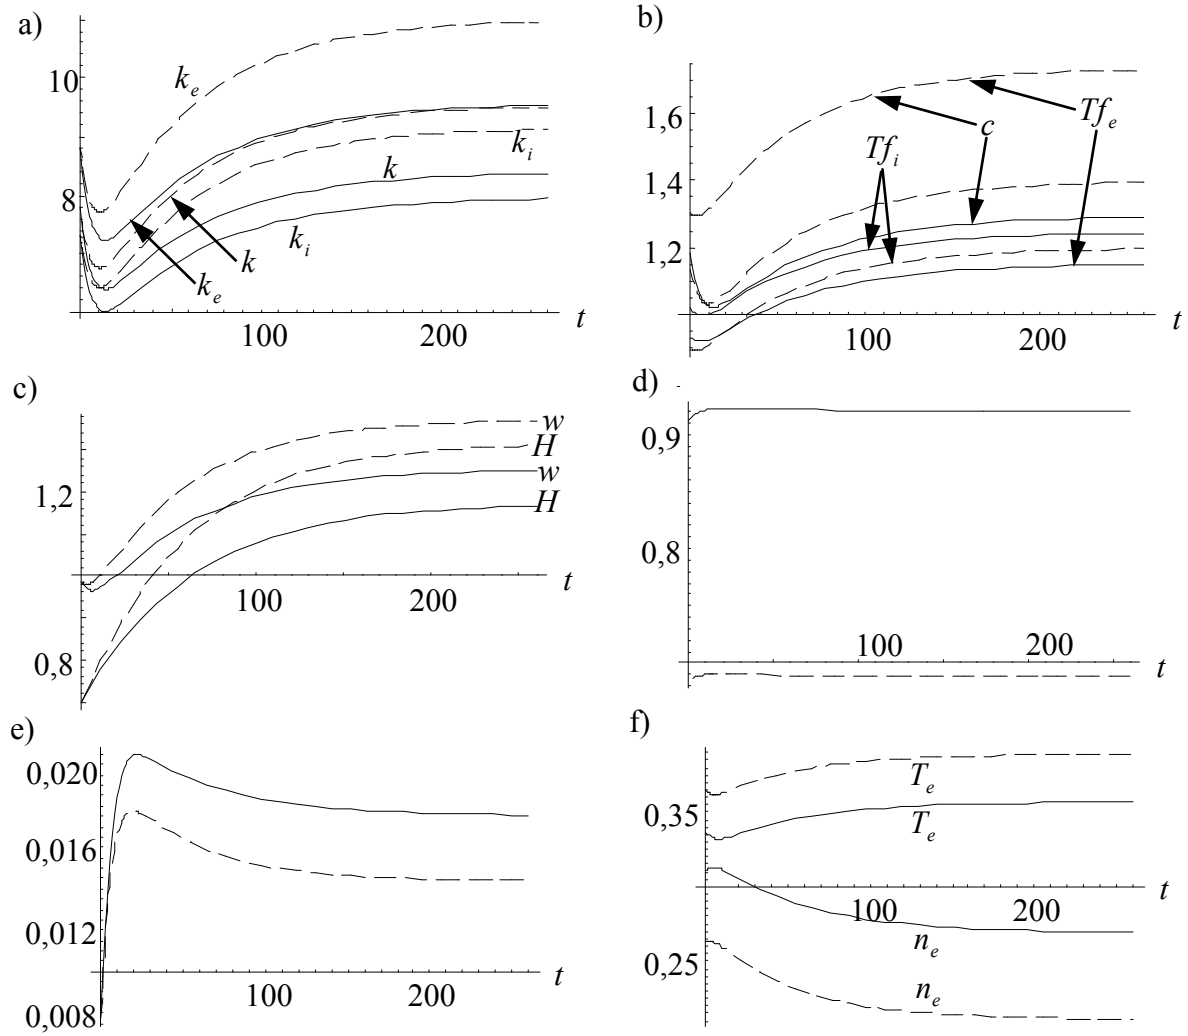 a)
10
8
k_e
k
k_i
k_i
k
k_e
100
200
t
b)
1,6
1,4
1,2
c
Tf_i
Tf_e
100
200
t
c)
1,2
0,8
w
H
w
H
100
200
t
d)
0,9
0,8
100
200
t
e)
0,020
0,016
0,012
0,008
100
200
t
f)
0,35
0,25
T_e
T_e
100
200
n_e
n_e
t